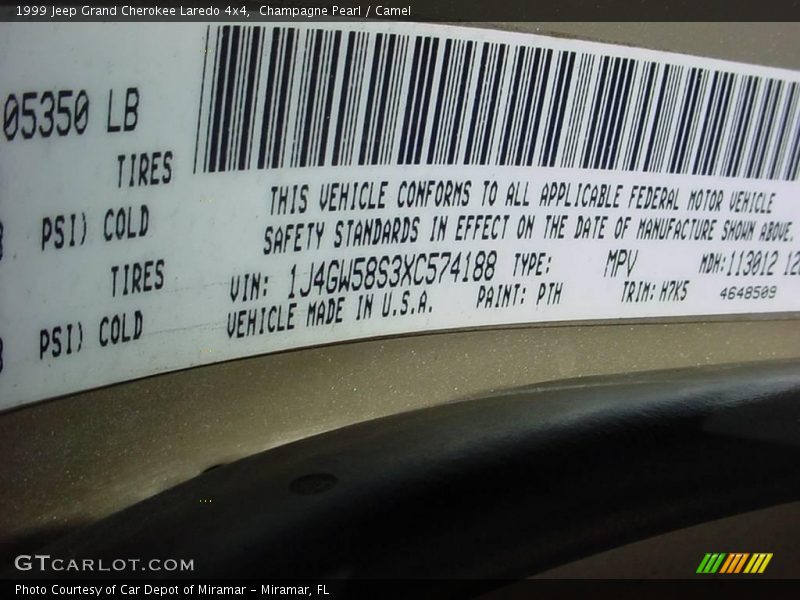 1999 Jeep Grand Cherokee Laredo 4x4, Champagne Pearl / Camel
05350 LB
TIRES
THIS VEHICLE CONFORMS TO ALL APPLICABLE FEDERAL MOTOR VEHICLE
PSI) COLD
SAFETY STANDARDS IN EFFECT ON THE DATE OF MANUFACTURE SHOWN ABOVE.
TIRES
VIN: 1J4GW58S3XC574188 TYPE: MPV MDH:113012 12
PSI) COLD
VEHICLE MADE IN U.S.A. PAINT: PTH TRIM: H7K5 4648509
GTCARLOT.COM
Photo Courtesy of Car Depot of Miramar - Miramar, FL